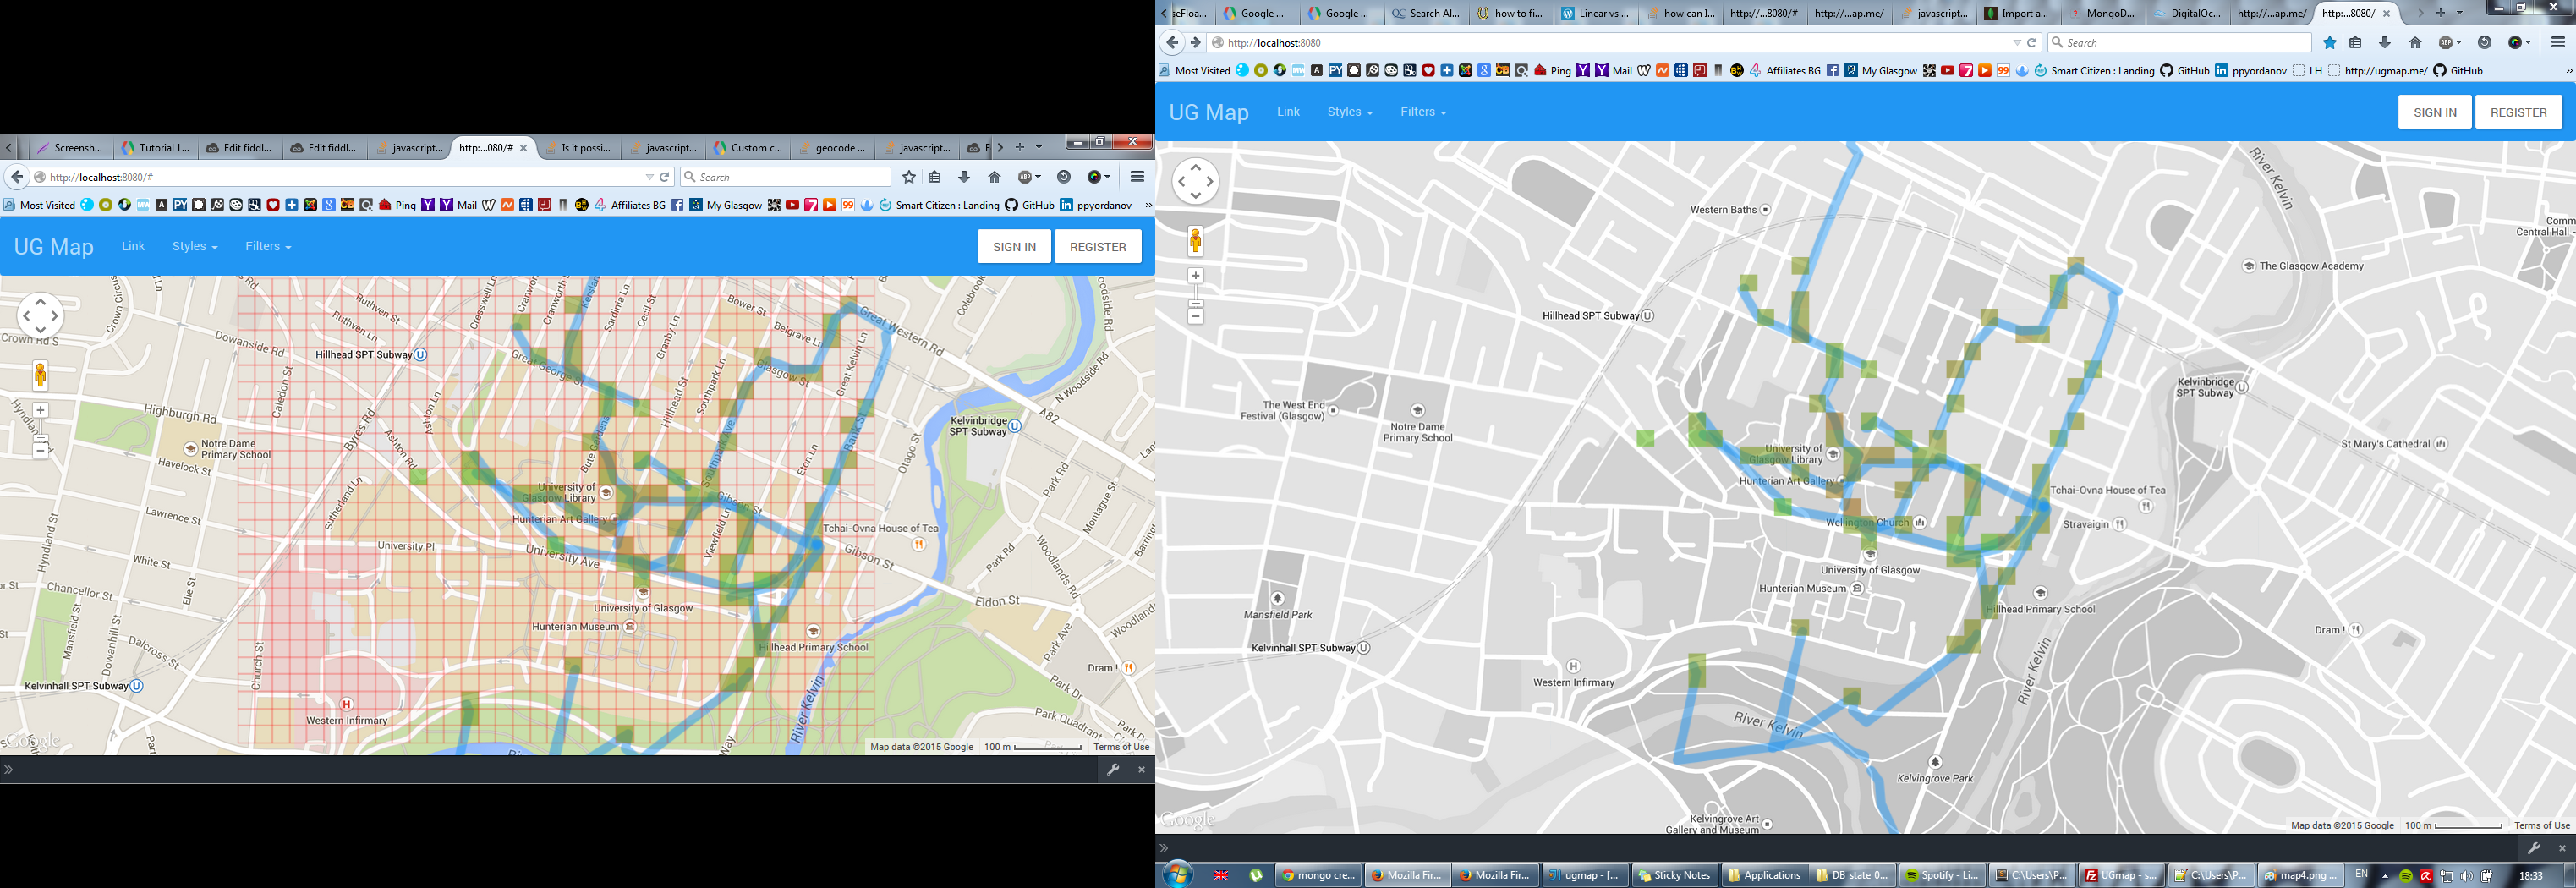 Screensh...
Tutorial 1...
Edit fiddl...
Edit fiddl...
javascript...
http:...080/#
Is it possi...
javascript...
Custom c...
geocode ...
javascript...
http://localhost:8080/#
Search
Most Visited
Ping
Mail
Affiliates BG
My Glasgow
Smart Citizen : Landing
GitHub
ppyordanov
UG Map
Link
Styles
Filters
SIGN IN
REGISTER
Crown Rd S
Ruthven St
Ruthven Ln
Dowanside Rd
Caledon St
Cresswell Ln
Sardinia Ln
Cecil St
Granby Ln
Bower St
Belgrave Ln
Great Western Rd
Colebrooke
Hillhead SPT Subway
Great George St
Glasgow St
Great Kelvin Ln
N Woodside Rd
A82
Highburgh Rd
Byres Rd
Ashton Ln
Ashton Rd
Hillhead St
Southpark Ln
Southpark Ave
Bank St
Otago St
Kelvinbridge
SPT Subway
Notre Dame
Primary School
Havelock St
Sutherland Ln
Bute Gardens
Eton Ln
Park Rd
Montague St
University of
Glasgow Library
Gibson St
Hunterian Art Gallery
Viewfield Ln
Tchai-Ovna House of Tea
Lawrence St
Hyndland St
White St
University Pl
University Ave
Gibson St
Woodlands Rd
Park Rd
Chancellor St
Elie St
Mansfield St
Dowanhill St
Dalcross St
Church St
University of Glasgow
Eldon St
Hunterian Museum
Hillhead Primary School
Park Ave
Dram !
Kelvinhall SPT Subway
Western Infirmary
River Kelvin
Park Dr
Park Quadrant
Way
Google
Map data ©2015 Google
100 m
Terms of Use
Google ...
Google ...
Search Al...
how to fi...
Linear vs ...
how can I...
http://...8080/#
http://...ap.me/
javascript...
Import a...
MongoD...
DigitalOc...
http://...ap.me/
http:...8080/
http://localhost:8080
Search
Most Visited
Ping
Mail
Affiliates BG
My Glasgow
Smart Citizen : Landing
GitHub
ppyordanov
LH
http://ugmap.me/
GitHub
UG Map
Link
Styles
Filters
SIGN IN
REGISTER
River Kelvin
Western Baths
Central Hall
The Glasgow Academy
Hillhead SPT Subway
Kelvinbridge
SPT Subway
The West End
Festival (Glasgow)
Notre Dame
Primary School
St Mary's Cathedral
University of
Glasgow Library
Hunterian Art Gallery
Tchai-Ovna House of Tea
Wellington Church
Stravaigin
University of Glasgow
Hunterian Museum
Hillhead Primary School
Mansfield Park
Dram !
Kelvinhall SPT Subway
Western Infirmary
River Kelvin
River Kelvin
Kelvingrove Park
Kelvingrove Art
Gallery and Museum
Google
Map data ©2015 Google
100 m
Terms of Use
mongo cre...
Mozilla Fir...
Mozilla Fir...
ugmap - [...
Sticky Notes
Applications
DB_state_0...
Spotify - Li...
C:\Users\P...
UGmap - s...
C:\Users\P...
map4.png ...
EN
18:33